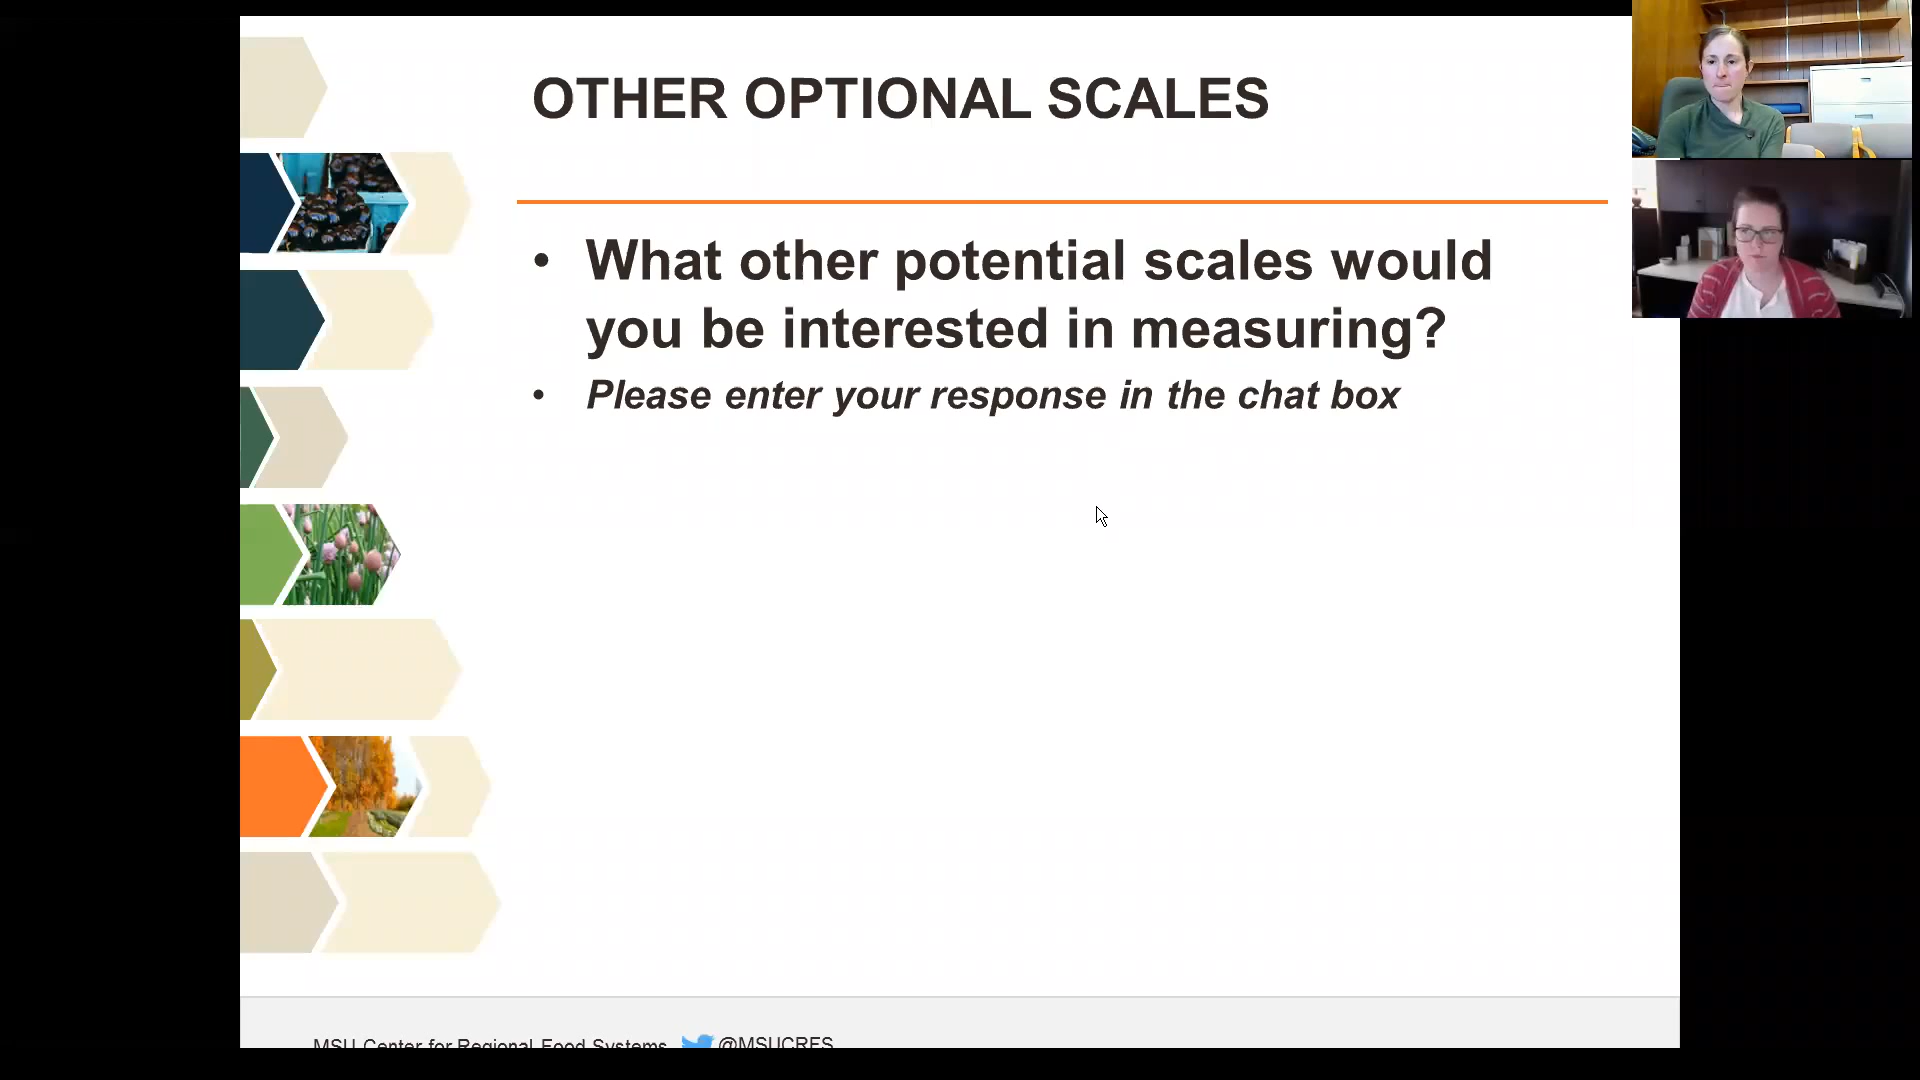 OTHER OPTIONAL SCALES
• What other potential scales would
you be interested in measuring?
• Please enter your response in the chat box
MSU Center for Regional Food Systems @MSUCRFS